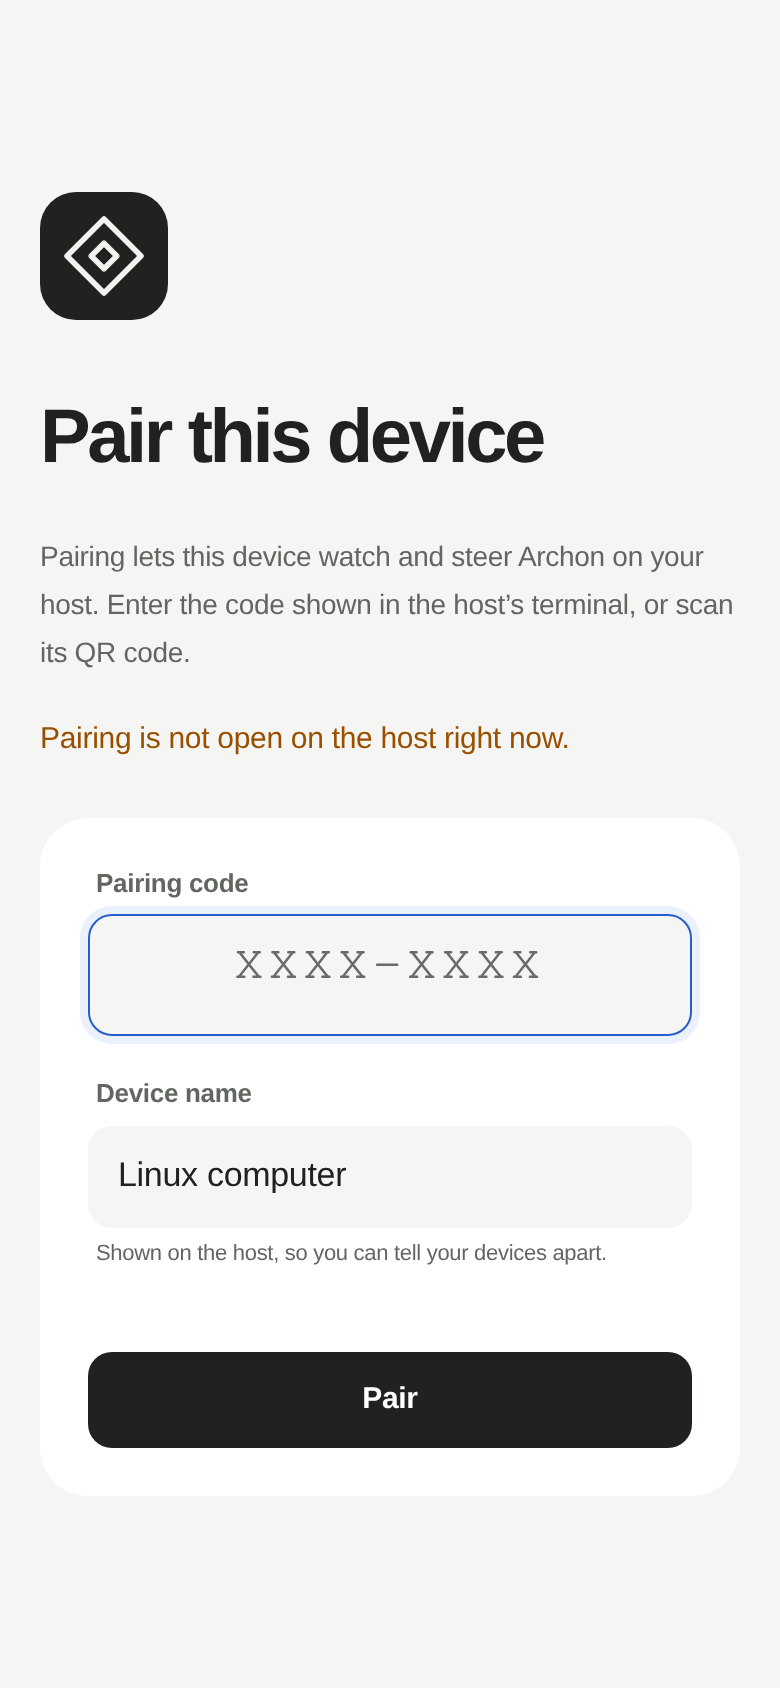 Pair this device
Pairing lets this device watch and steer Archon on your
host. Enter the code shown in the host’s terminal, or scan
its QR code.
Pairing is not open on the host right now.
Pairing code
XXXX–XXXX
Device name
Linux computer
Shown on the host, so you can tell your devices apart.
Pair